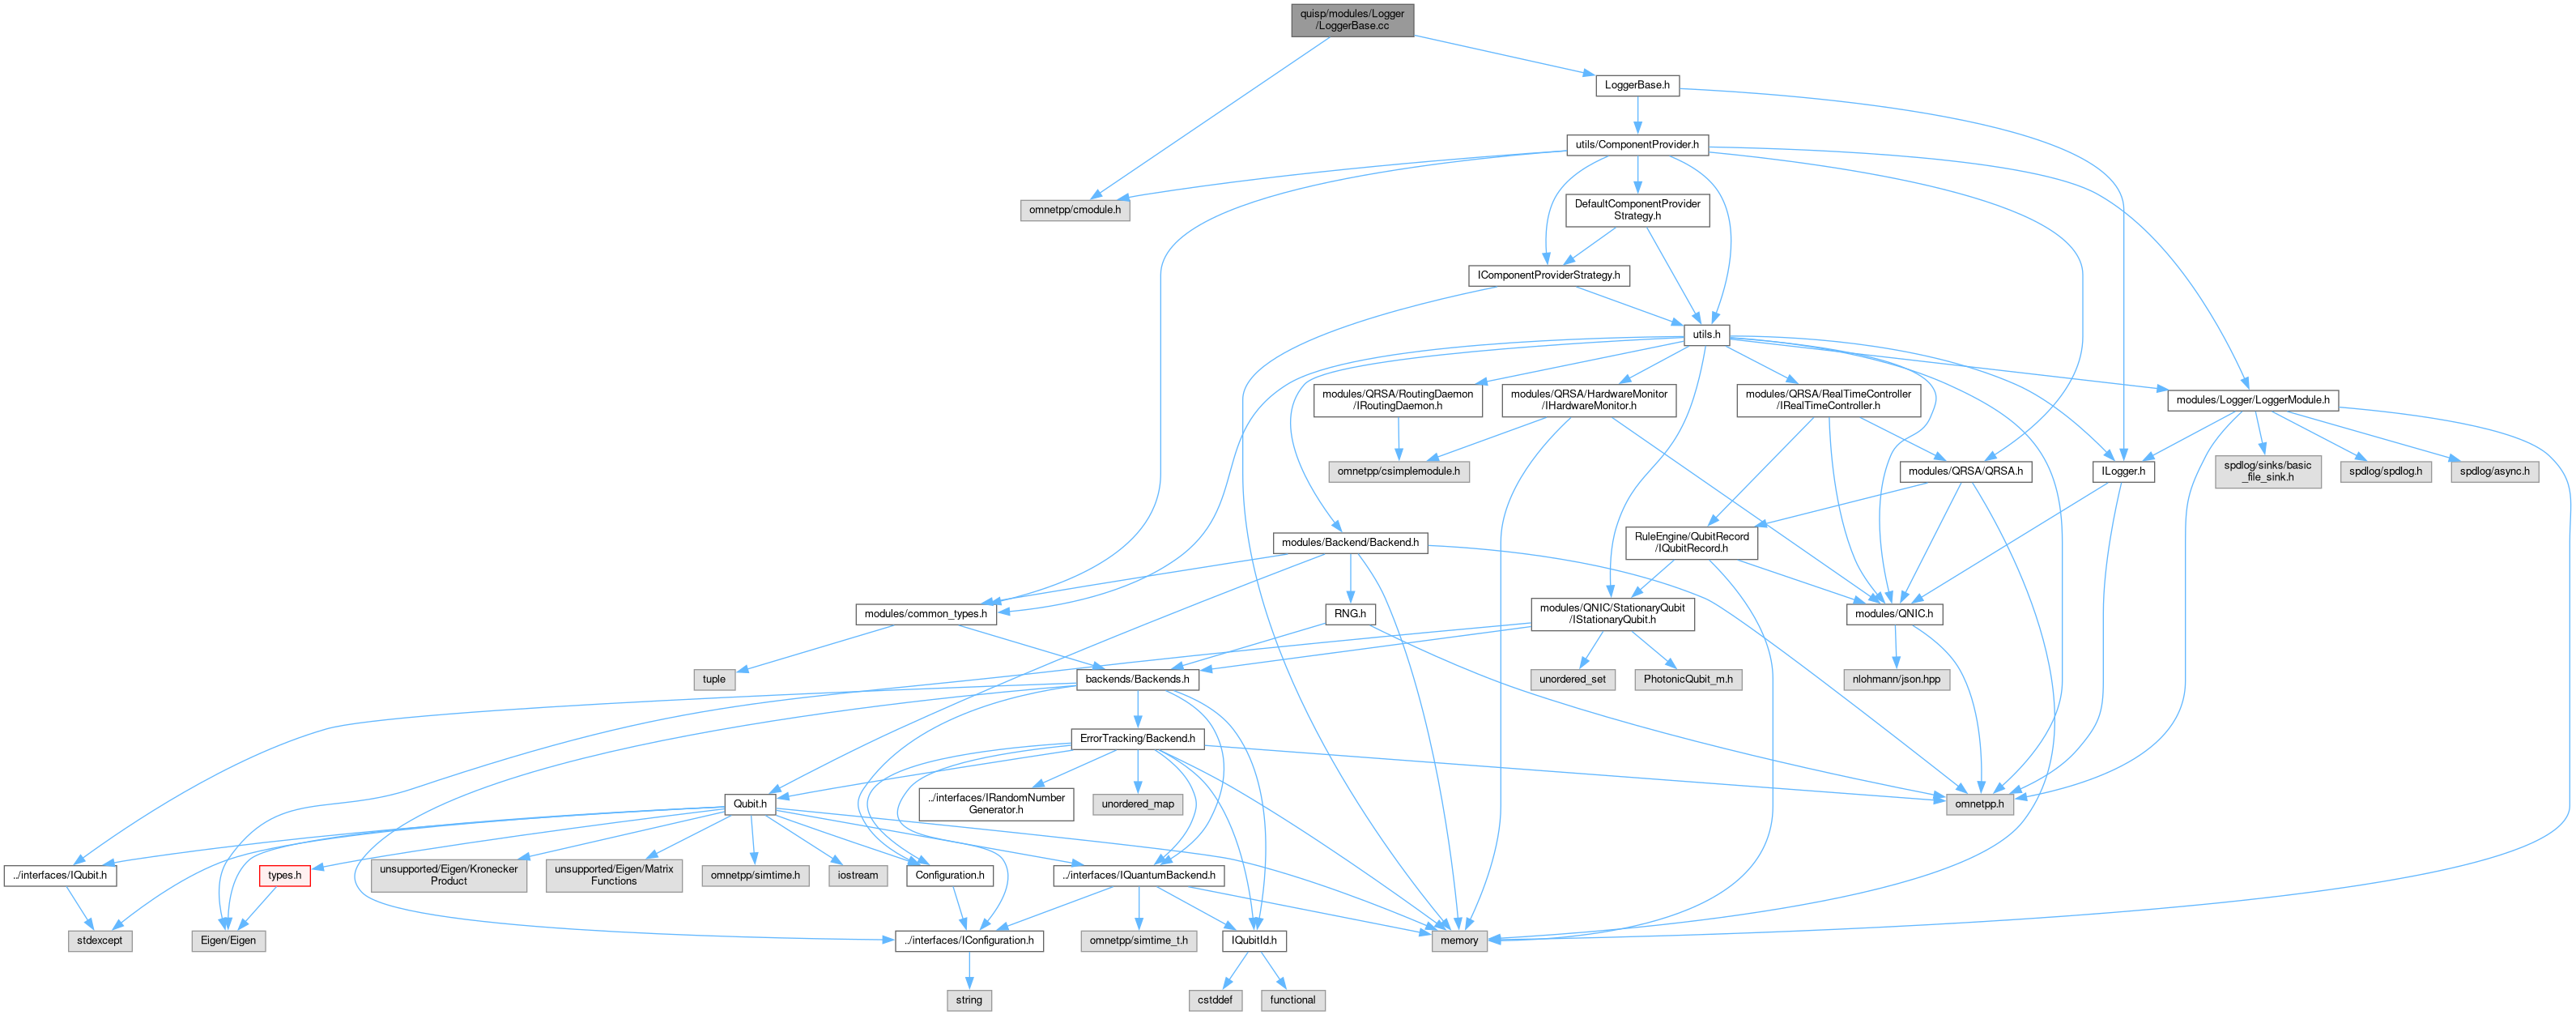 quisp/modules/Logger
/LoggerBase.cc
LoggerBase.h
utils/ComponentProvider.h
omnetpp/cmodule.h
DefaultComponentProvider
Strategy.h
IComponentProviderStrategy.h
utils.h
modules/QRSA/RoutingDaemon
/IRoutingDaemon.h
modules/QRSA/HardwareMonitor
/IHardwareMonitor.h
modules/QRSA/RealTimeController
/IRealTimeController.h
modules/Logger/LoggerModule.h
omnetpp/csimplemodule.h
modules/QRSA/QRSA.h
ILogger.h
spdlog/sinks/basic
_file_sink.h
spdlog/spdlog.h
spdlog/async.h
modules/Backend/Backend.h
RuleEngine/QubitRecord
/IQubitRecord.h
modules/common_types.h
RNG.h
modules/QNIC/StationaryQubit
/IStationaryQubit.h
modules/QNIC.h
tuple
backends/Backends.h
unordered_set
PhotonicQubit_m.h
nlohmann/json.hpp
ErrorTracking/Backend.h
Qubit.h
../interfaces/IRandomNumber
Generator.h
unordered_map
omnetpp.h
../interfaces/IQubit.h
types.h
unsupported/Eigen/Kronecker
Product
unsupported/Eigen/Matrix
Functions
omnetpp/simtime.h
iostream
Configuration.h
../interfaces/IQuantumBackend.h
stdexcept
Eigen/Eigen
../interfaces/IConfiguration.h
omnetpp/simtime_t.h
IQubitId.h
memory
string
cstddef
functional